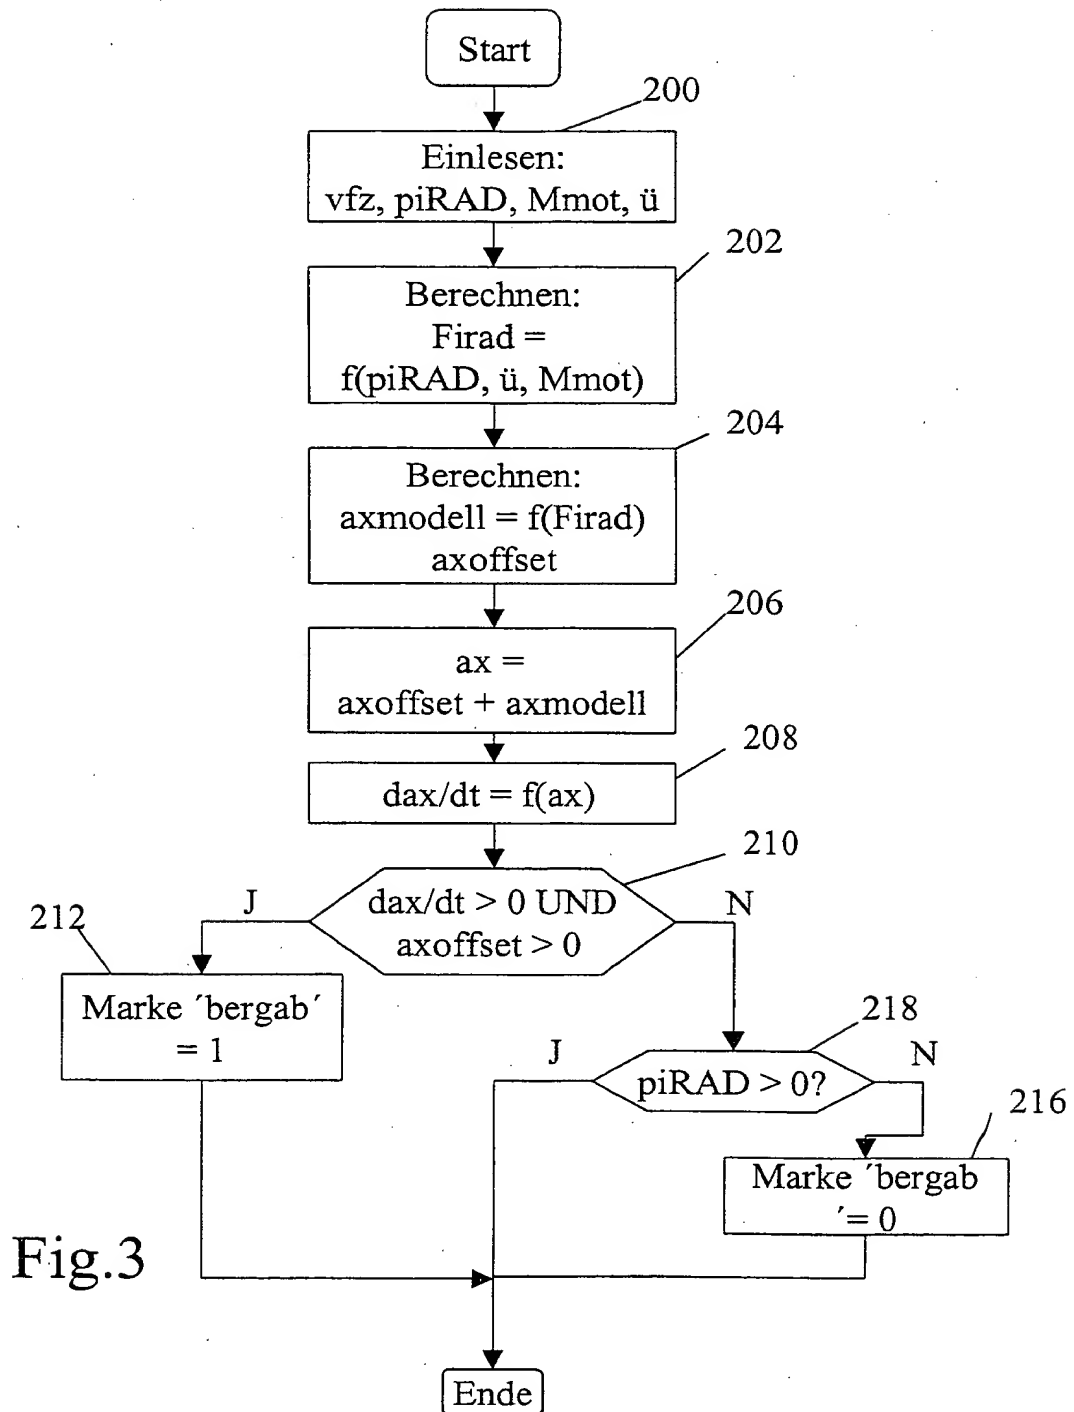 Start
200
Einlesen:
vfz, piRAD, Mmot, ü
202
Berechnen:
Firad =
f(piRAD, ü, Mmot)
204
Berechnen:
axmodell = f(Firad)
axoffset
206
ax =
axoffset + axmodell
208
dax/dt = f(ax)
210
J
dax/dt > 0 UND
axoffset > 0
N
212
Marke ´bergab´
= 1
218
J
piRAD > 0?
N
216
Marke ´bergab
´= 0
Fig.3
Ende